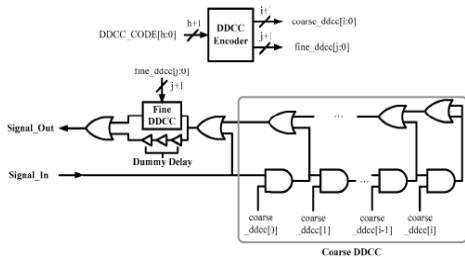 i+1
coarse_ddcc[i:0]
h+1
DDCC_CODE[h:0]
DDCC
Encoder
j+1
fine_ddcc[j:0]
fine_ddcc[j:0]
j+1
Fine
DDCC
Signal_Out
...
Dummy Delay
Signal_In
...
coarse
_ddcc[0]
coarse
_ddcc[1]
coarse
_ddcc[i-1]
coarse
_ddcc[i]
Coarse DDCC